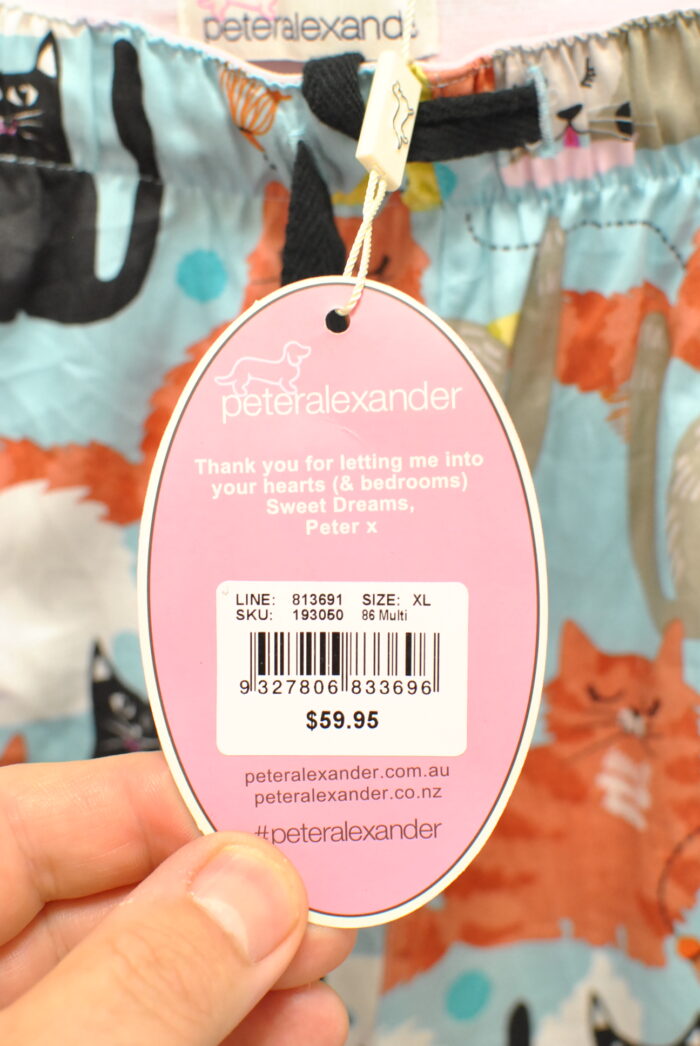 peteralexander
peteralexander
Thank you for letting me into
your hearts (& bedrooms)
Sweet Dreams,
Peter x
LINE: 813691 SIZE: XL
SKU: 193050 86 Multi
9 327806 833696
$59.95
peteralexander.com.au
peteralexander.co.nz
#peteralexander